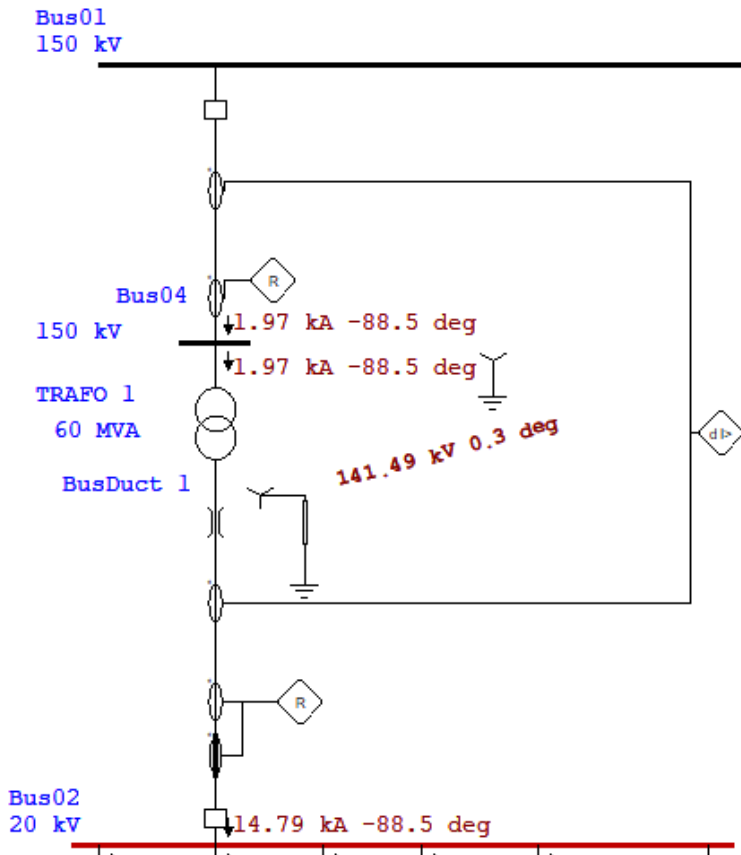 Bus01
150 kV
R
Bus04
1.97 kA -88.5 deg
150 kV
1.97 kA -88.5 deg
TRAFO 1
60 MVA
dI>
141.49 kV 0.3 deg
BusDuct 1
R
Bus02
20 kV
14.79 kA -88.5 deg